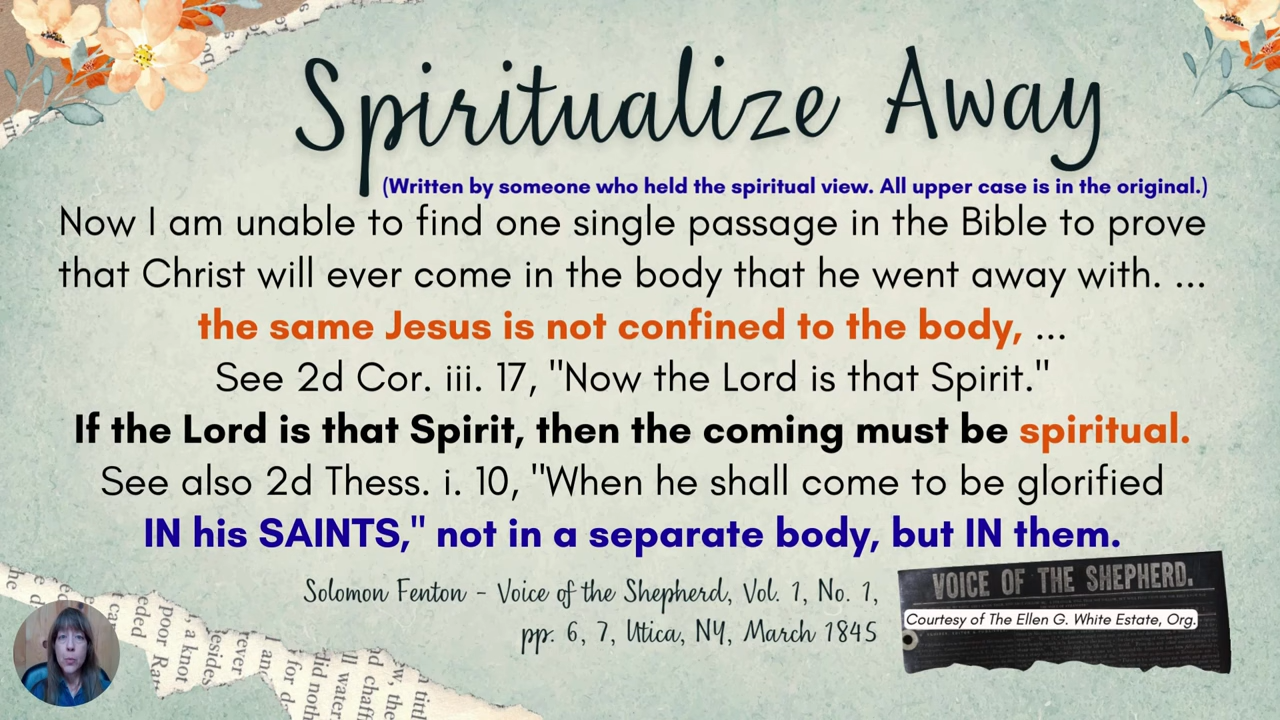 Spiritualize Away
(Written by someone who held the spiritual view. All upper case is in the original.)
Now I am unable to find one single passage in the Bible to prove
that Christ will ever come in the body that he went away with. ...
the same Jesus is not confined to the body, ...
See 2d Cor. iii. 17, "Now the Lord is that Spirit."
If the Lord is that Spirit, then the coming must be spiritual.
See also 2d Thess. i. 10, "When he shall come to be glorified
IN his SAINTS," not in a separate body, but IN them.
Solomon Fenton - Voice of the Shepherd, Vol. 1, No. 1,
pp. 6, 7, Utica, NY, March 1845
VOICE OF THE SHEPHERD.
Courtesy of The Ellen G. White Estate, Org.